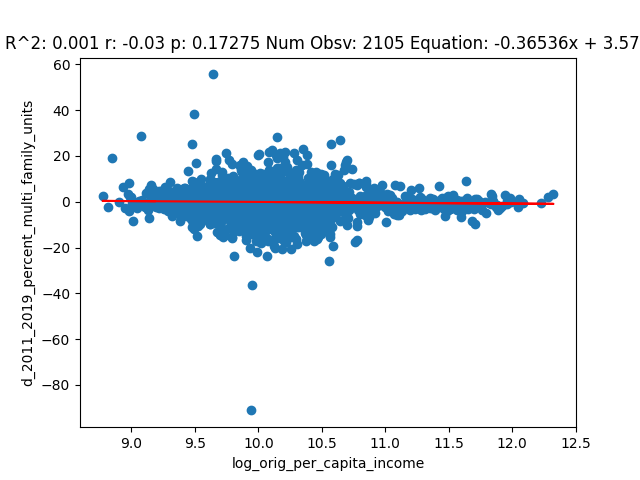 R^2: 0.001 r: -0.03 p: 0.17275 Num Obsv: 2105 Equation: -0.36536x + 3.57
60
40
20
0
−20
−40
−60
−80
d_2011_2019_percent_multi_family_units
9.0 9.5 10.0 10.5 11.0 11.5 12.0 12.5
log_orig_per_capita_income